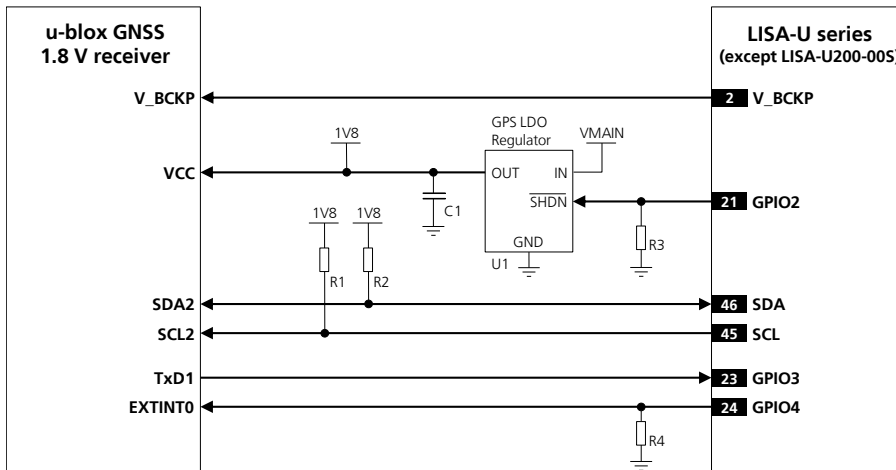 u-blox GNSS
1.8 V receiver
LISA-U series
(except LISA-U200-00S)
V_BCKP
2
V_BCKP
GPS LDO
Regulator
VMAIN
1V8
VCC
OUT
IN
C1
SHDN
21
GPIO2
1V8
1V8
R3
GND
U1
R1
R2
SDA2
46
SDA
SCL2
45
SCL
TxD1
23
GPIO3
EXTINT0
24
GPIO4
R4